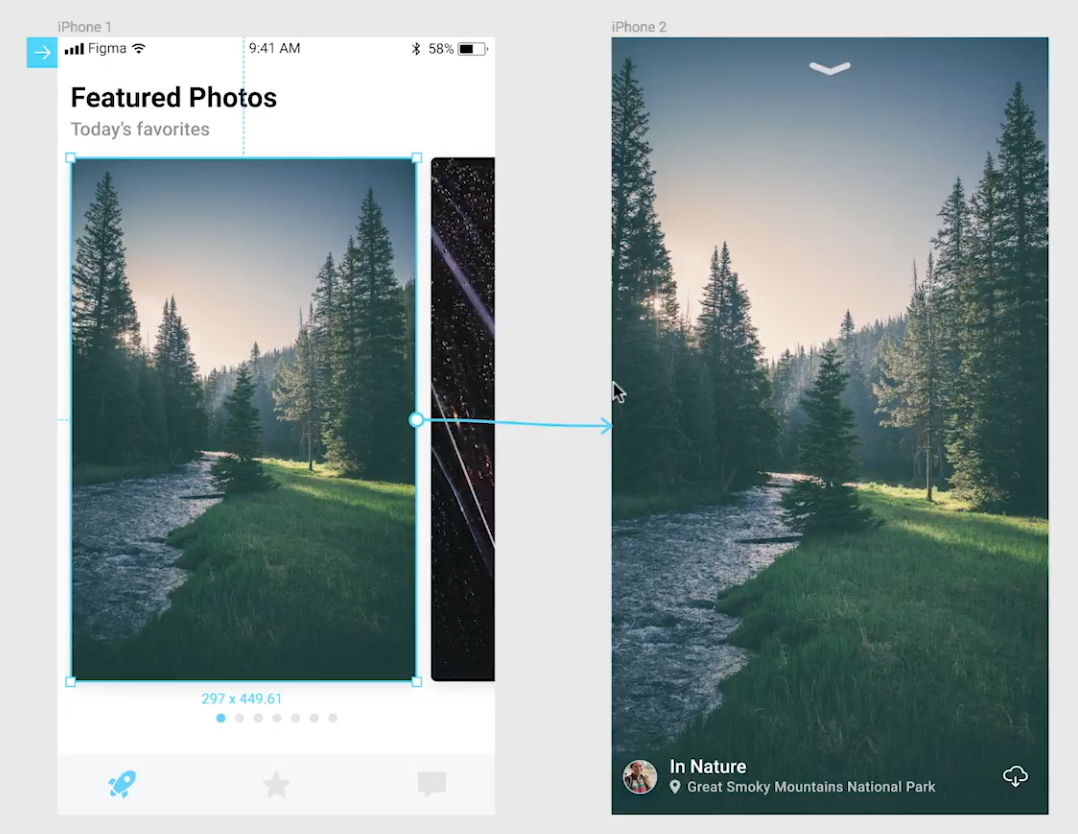 iPhone 1
iPhone 2
Figma
9:41 AM
58%
Featured Photos
Today's favorites
297 x 449.61
In Nature
Great Smoky Mountains National Park